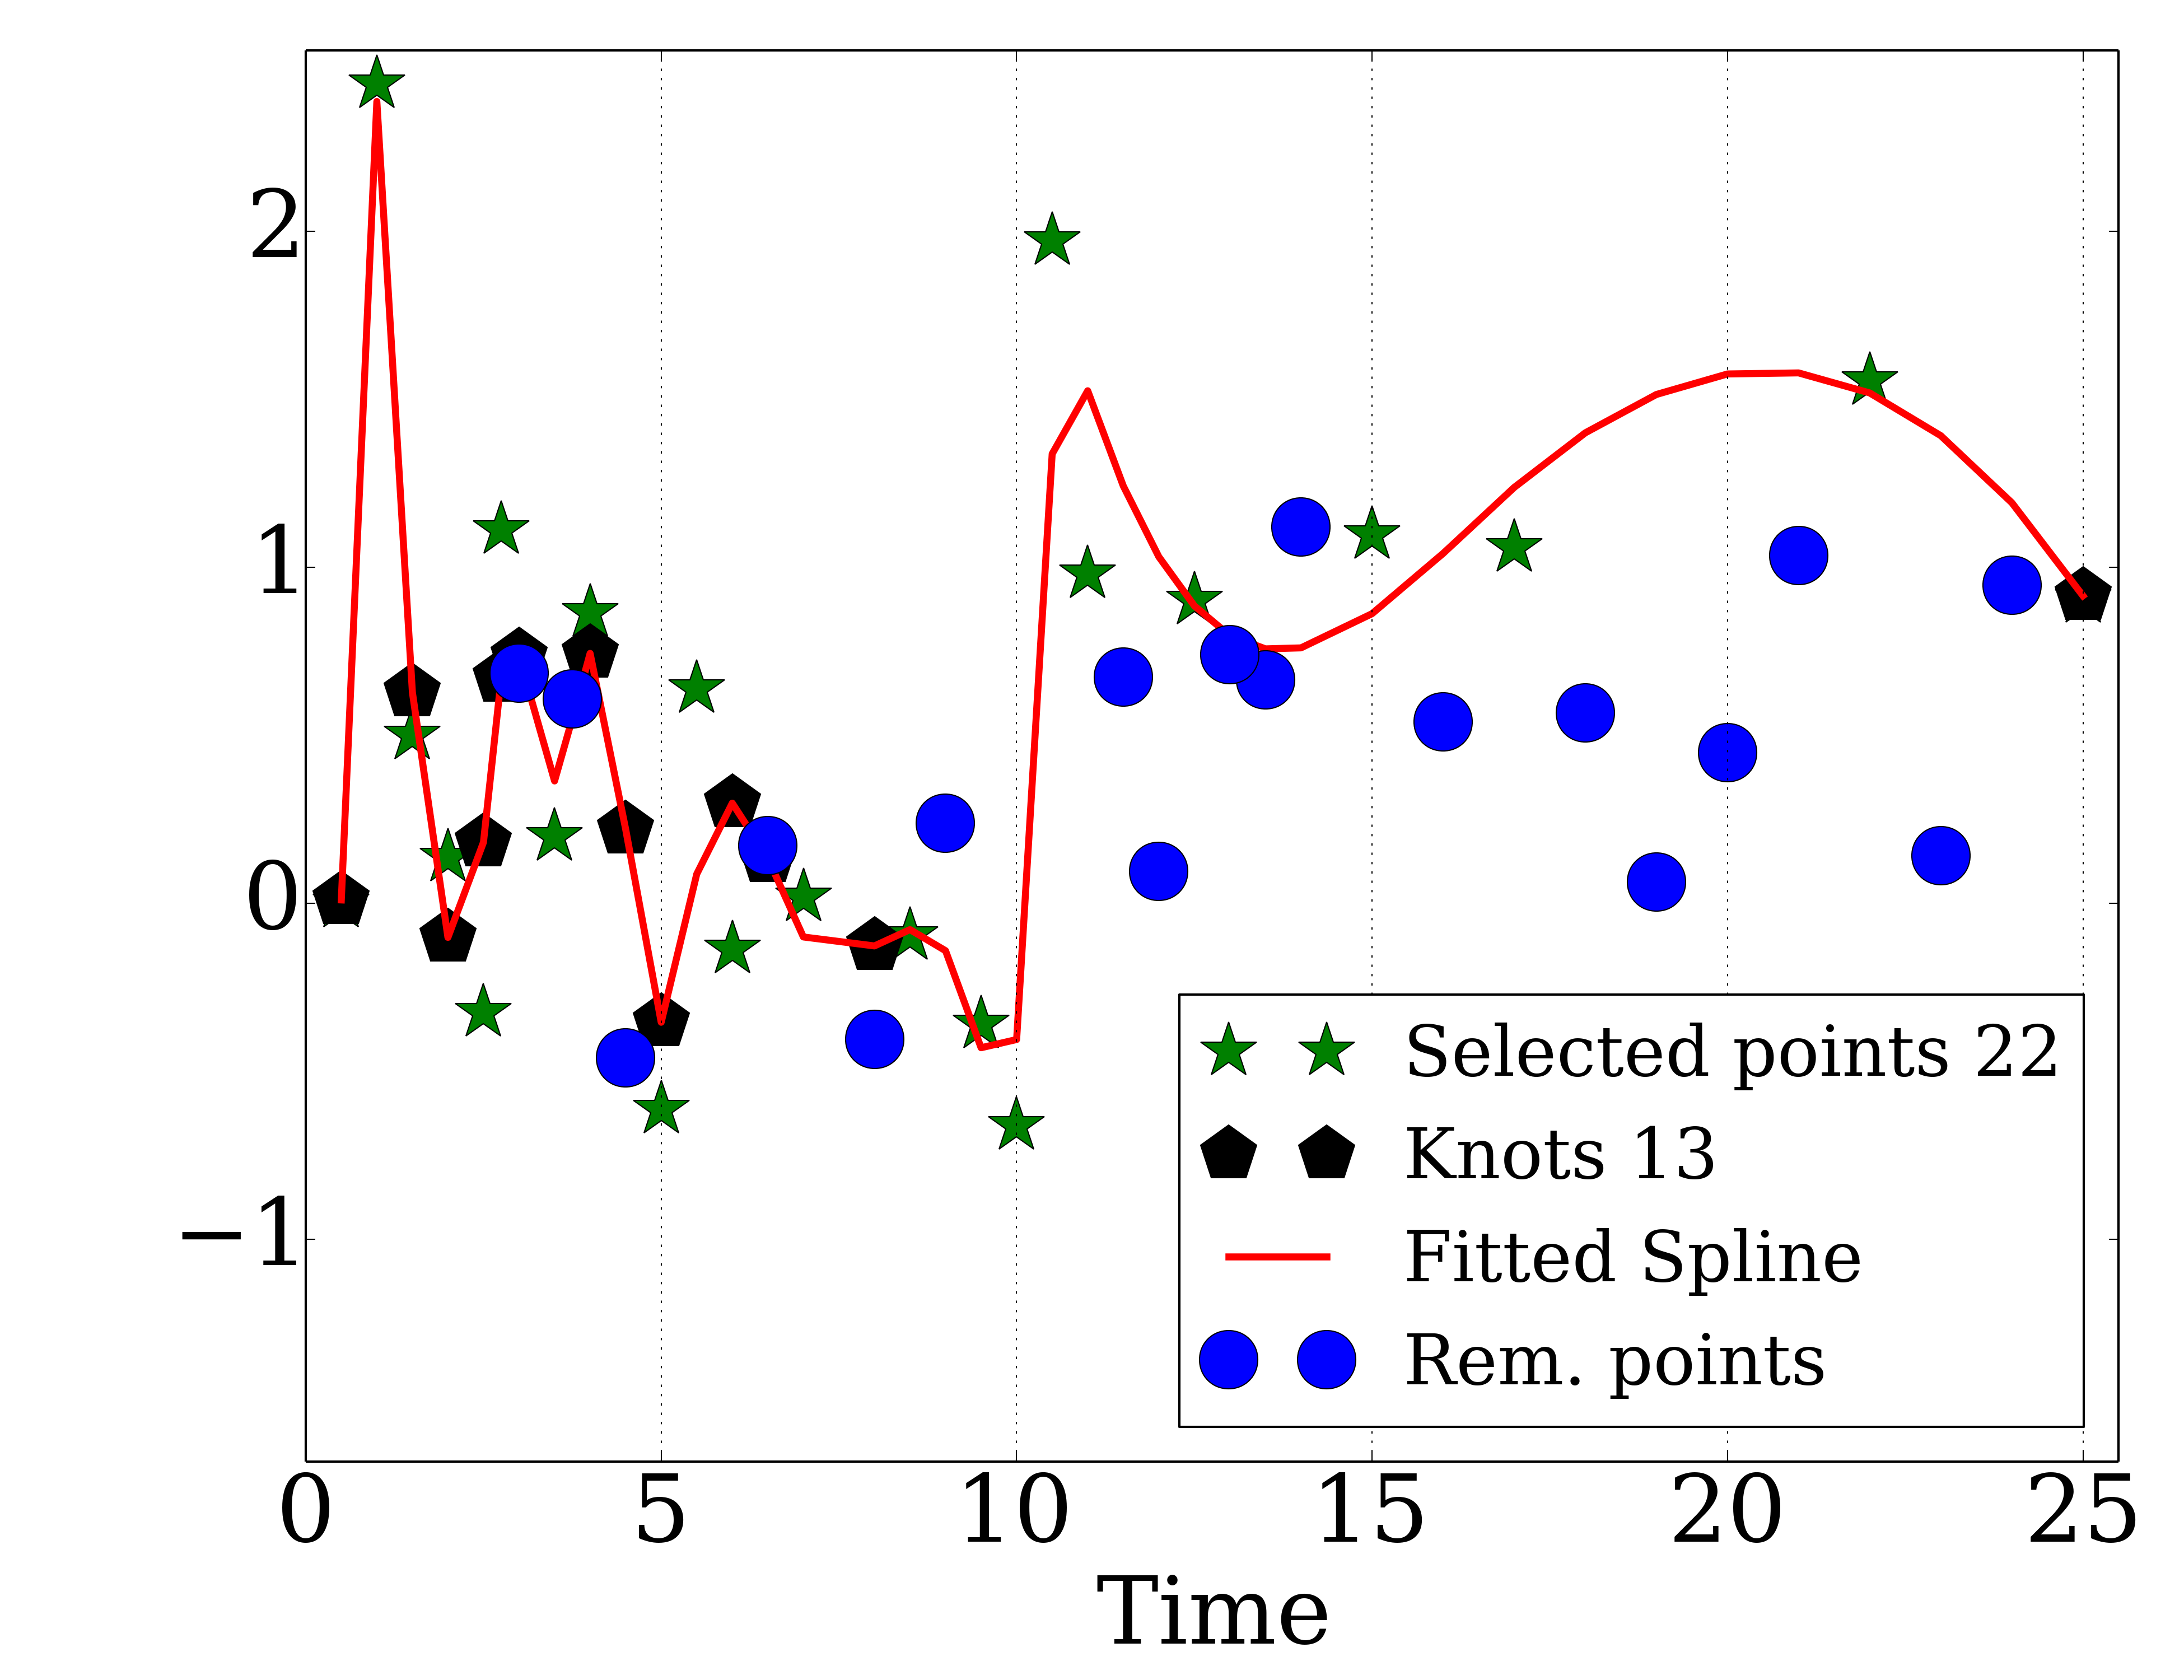 2
1
0
−1
0 5 10 15 20 25
Time
Selected points 22
Knots 13
Fitted Spline
Rem. points